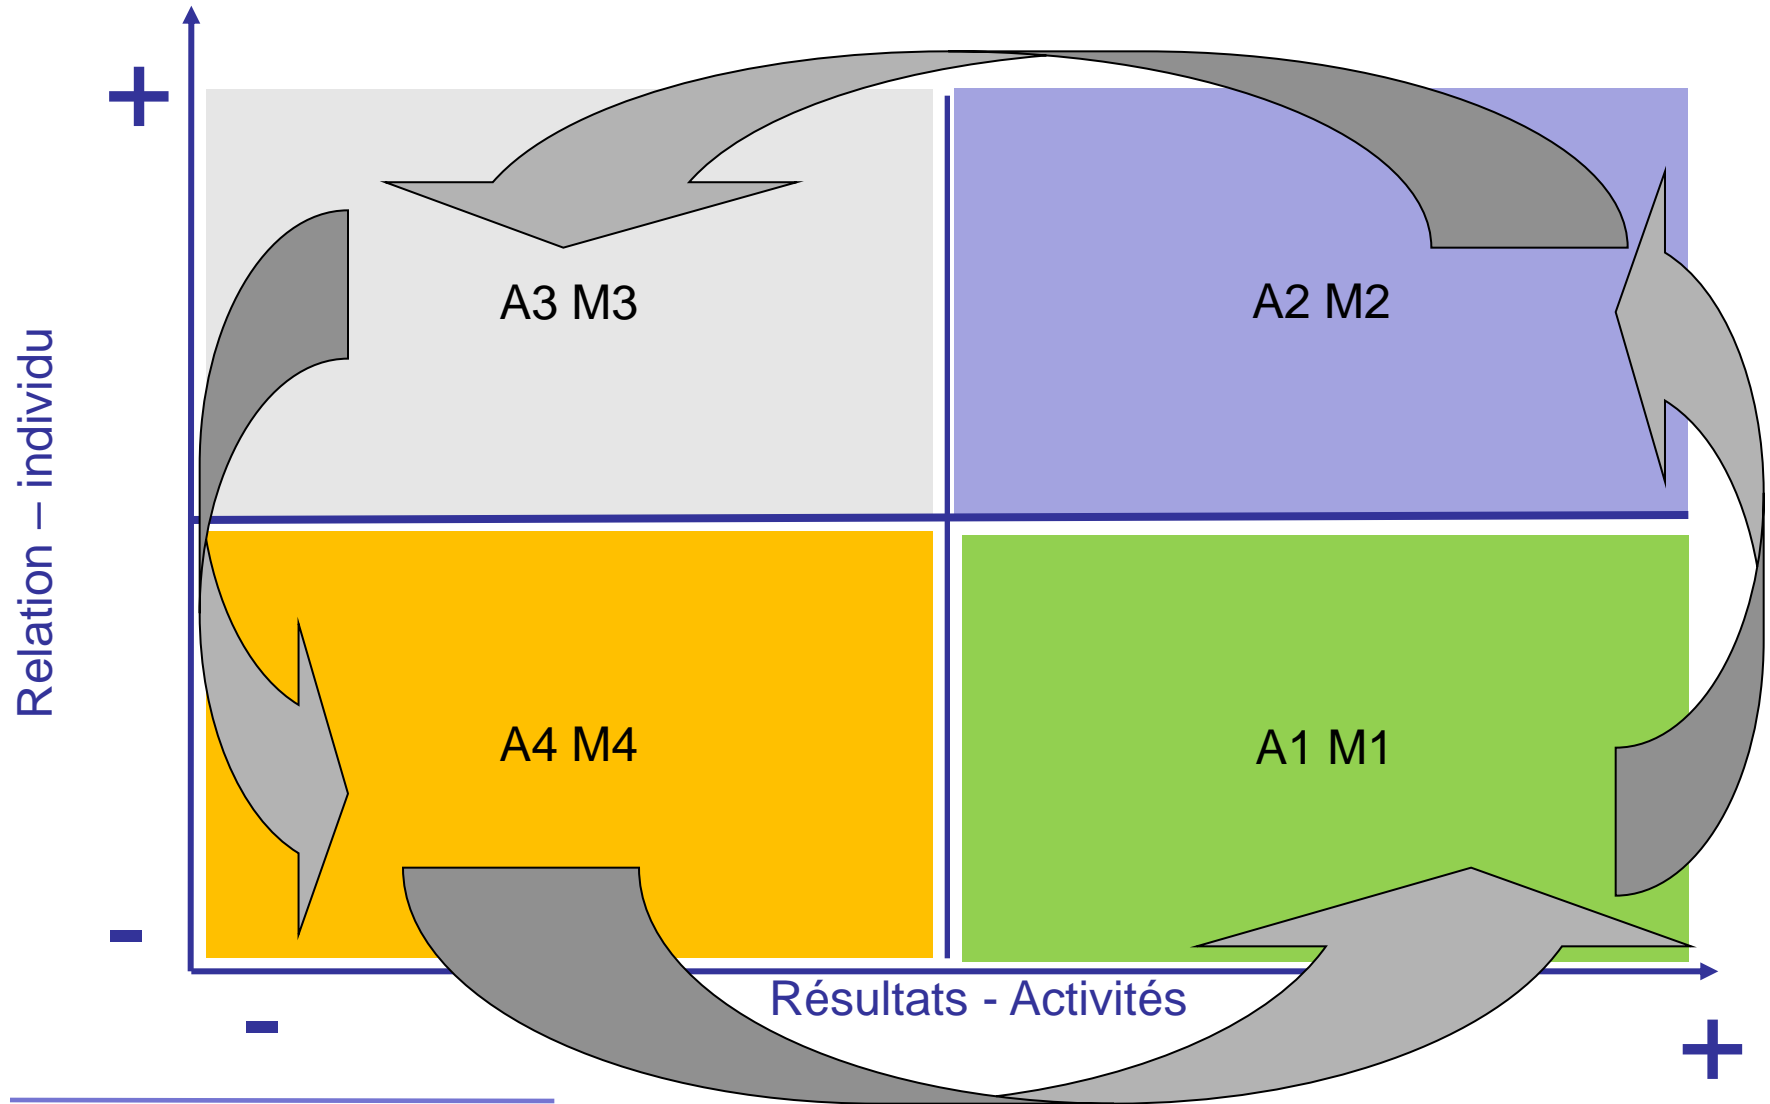 +
A3 M3
A2 M2
Relation – individu
A4 M4
A1 M1
-
Résultats - Activités
-
+